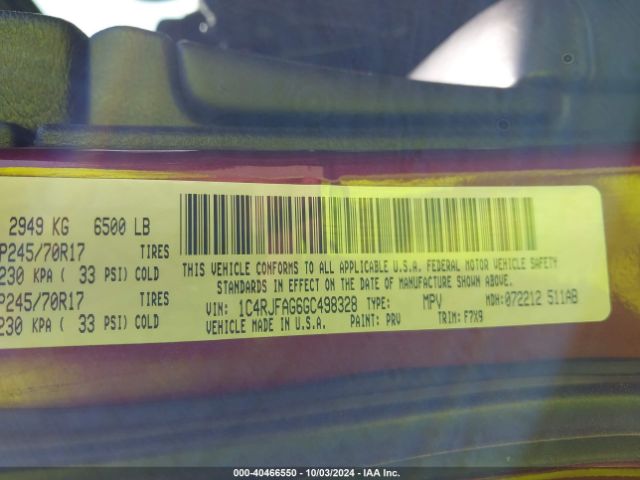 2949 KG 6500 LB
P245/70R17 TIRES
230 KPA ( 33 PSI) COLD
P245/70R17 TIRES
230 KPA ( 33 PSI) COLD
THIS VEHICLE CONFORMS TO ALL APPLICABLE U.S.A. FEDERAL MOTOR VEHICLE SAFETY
STANDARDS IN EFFECT ON THE DATE OF MANUFACTURE SHOWN ABOVE.
VIN: 1C4RJFAG6GC498328 TYPE: MPV MDH: 072212 511AB
VEHICLE MADE IN U.S.A. PAINT: PRV TRIM: F7X9
000-40466550 - 10/03/2024 - IAA Inc.